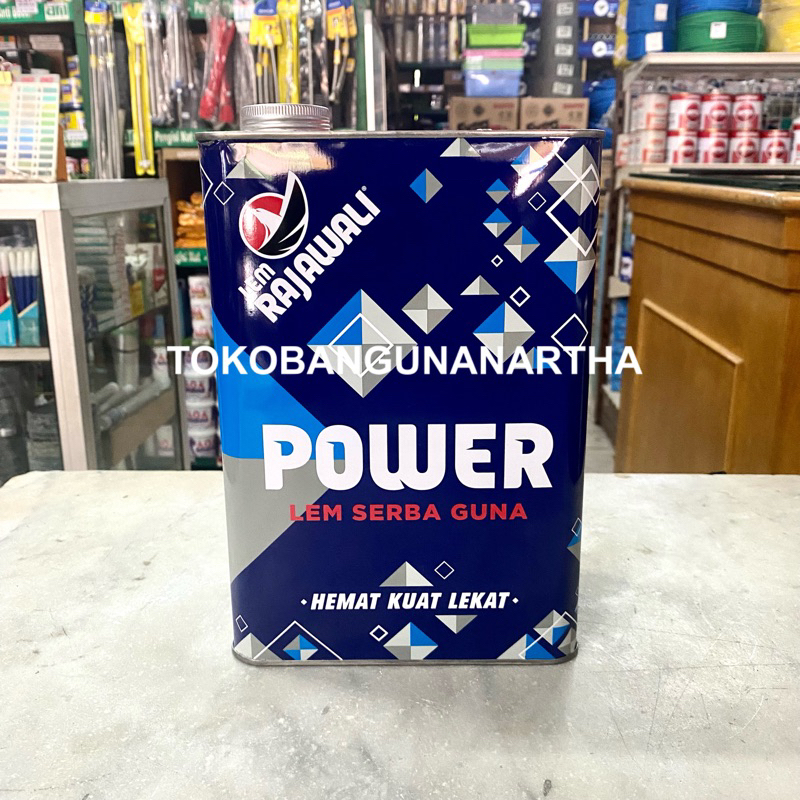 LEM
RAJAWALI®
TOKOBANGUNANARTHA
POWER
LEM SERBA GUNA
· HEMAT KUAT LEKAT ·